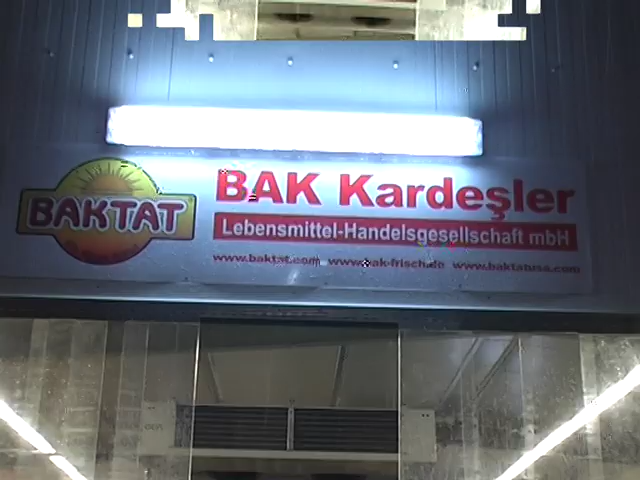 BAKTAT
BAK Kardeşler
Lebensmittel-Handelsgesellschaft mbH
www.baktat.com www.bak-frisch.de www.baktatusa.com